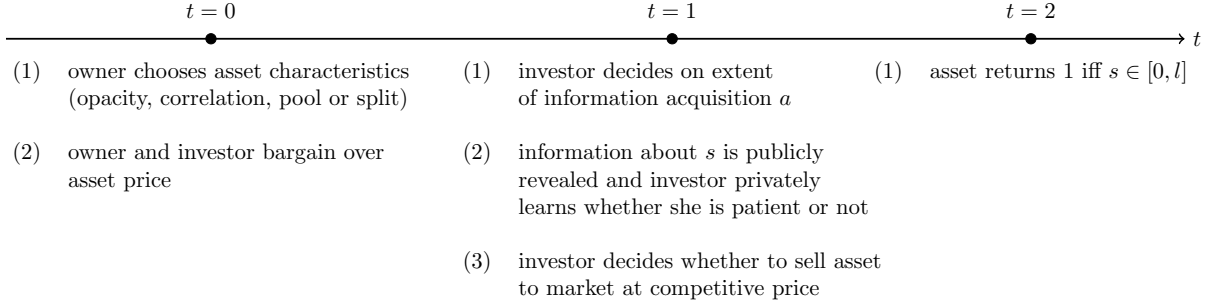 t = 0
t = 1
t = 2
t
(1) owner chooses asset characteristics
(opacity, correlation, pool or split)
(2) owner and investor bargain over
asset price
(1) investor decides on extent
of information acquisition a
(2) information about s is publicly
revealed and investor privately
learns whether she is patient or not
(3) investor decides whether to sell asset
to market at competitive price
(1) asset returns 1 iff s ∈ [0, l]